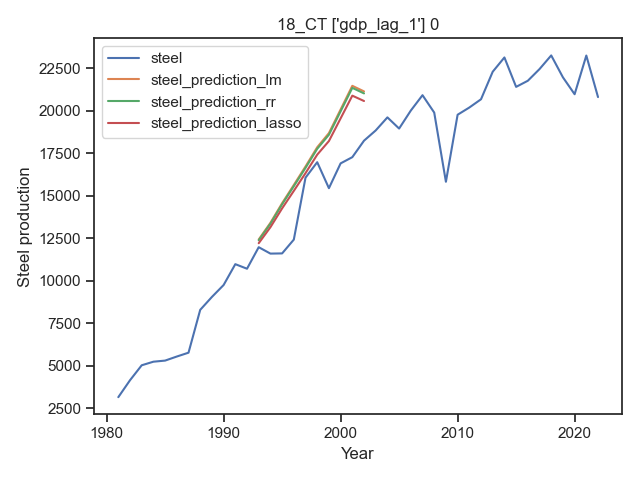 18_CT ['gdp_lag_1'] 0
steel
steel_prediction_lm
steel_prediction_rr
steel_prediction_lasso
Steel production
22500
20000
17500
15000
12500
10000
7500
5000
2500
1980
1990
2000
2010
2020
Year